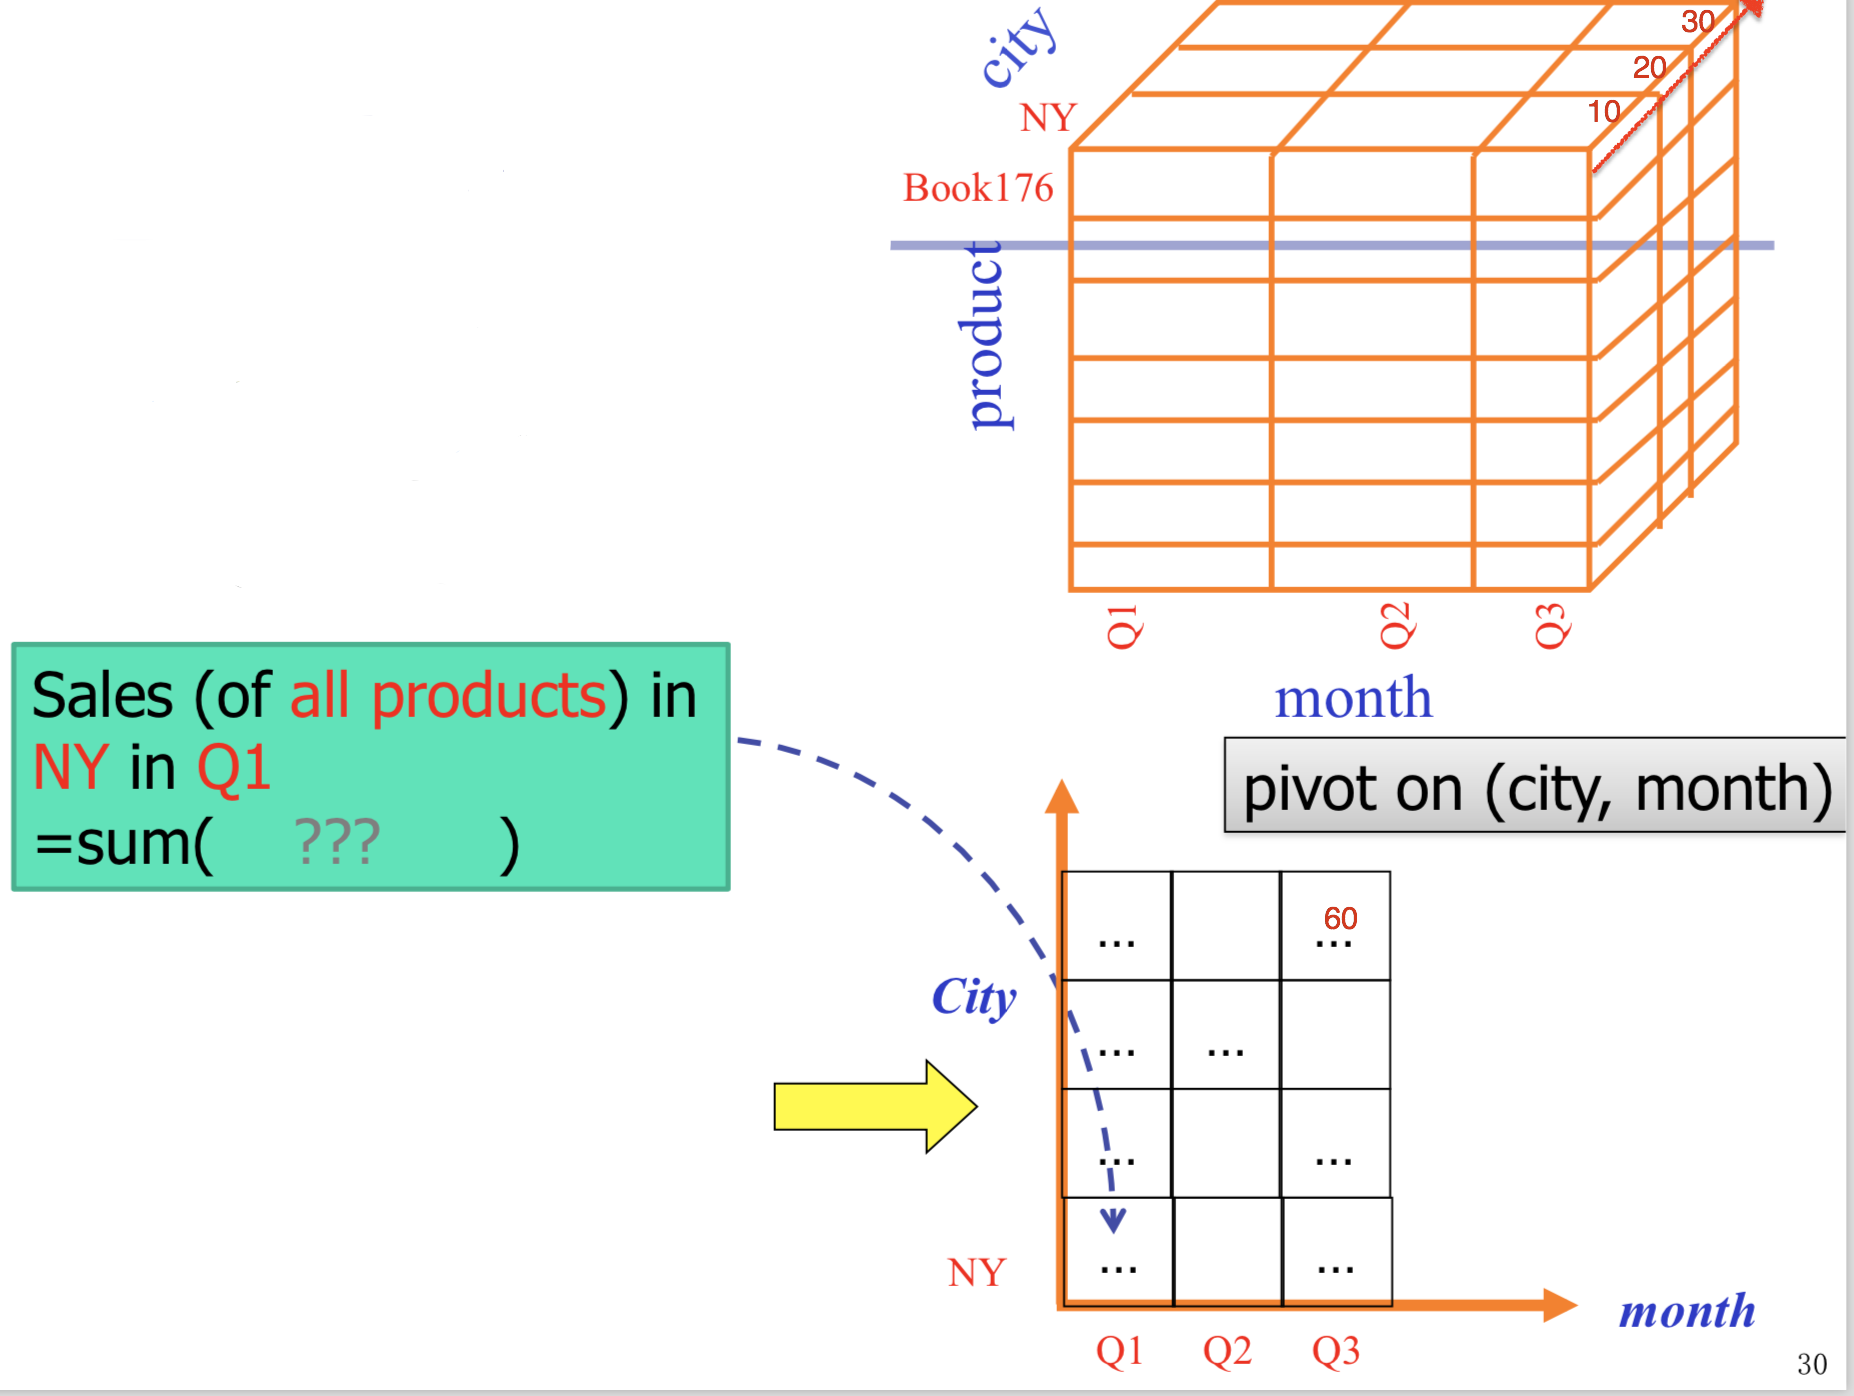 city
30
20
10
NY
Book176
product
Q1
Q2
Q3
month
Sales (of all products) in
NY in Q1
=sum( ??? )
pivot on (city, month)
... 60
...
City
... ...
... ...
NY
... ...
month
Q1 Q2 Q3
30